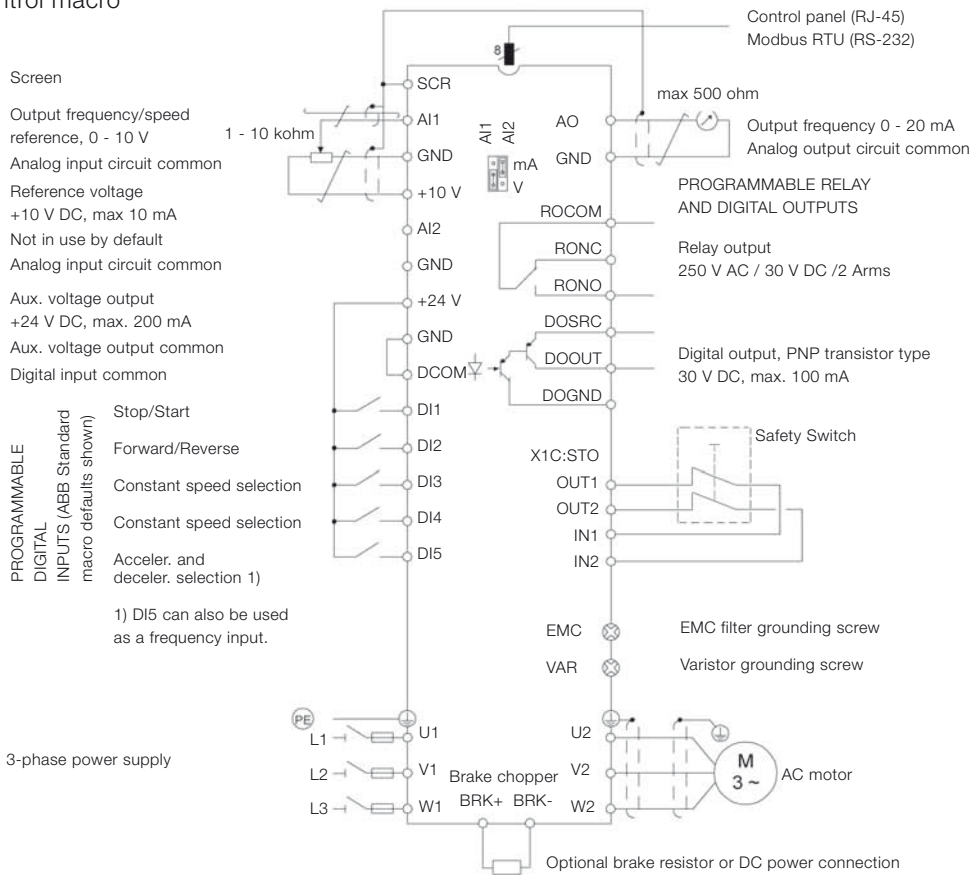 ntrol macro
Control panel (RJ-45)
Modbus RTU (RS-232)
8
Screen
Output frequency/speed
reference, 0 - 10 V
1 - 10 kohm
Analog input circuit common
Reference voltage
+10 V DC, max 10 mA
Not in use by default
Analog input circuit common
Aux. voltage output
+24 V DC, max. 200 mA
Aux. voltage output common
Digital input common
PROGRAMMABLE
DIGITAL
INPUTS (ABB Standard
macro defaults shown)
Stop/Start
Forward/Reverse
Constant speed selection
Constant speed selection
Acceler. and
deceler. selection 1)
1) DI5 can also be used
as a frequency input.
3-phase power supply
PE
L1
L2
L3
SCR
AI1
GND
+10 V
AI2
GND
+24 V
GND
DCOM
DI1
DI2
DI3
DI4
DI5
U1
V1
W1
AI1
AI2
mA
V
Brake chopper
BRK+ BRK-
AO
GND
ROCOM
RONC
RONO
DOSRC
DOOUT
DOGND
X1C:STO
OUT1
OUT2
IN1
IN2
EMC
VAR
U2
V2
W2
max 500 ohm
Output frequency 0 - 20 mA
Analog output circuit common
PROGRAMMABLE RELAY
AND DIGITAL OUTPUTS
Relay output
250 V AC / 30 V DC /2 Arms
Digital output, PNP transistor type
30 V DC, max. 100 mA
Safety Switch
EMC filter grounding screw
Varistor grounding screw
M
3 ~
AC motor
Optional brake resistor or DC power connection